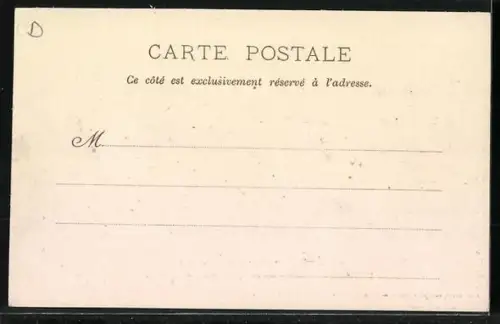 D
CARTE POSTALE
Ce côté est exclusivement réservé à l'adresse.
M